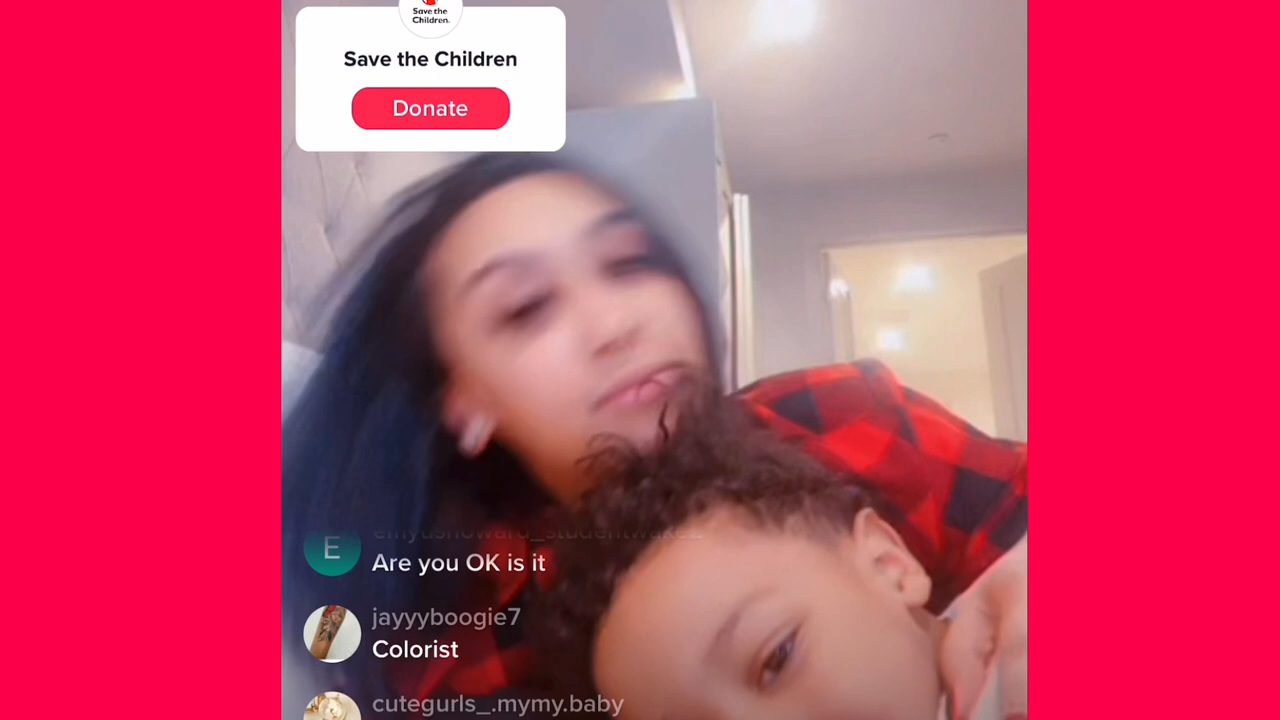 Save the
Children.
Save the Children
Donate
E
Are you OK is it
jayyyboogie7
Colorist
cutegurls_.mymy.baby